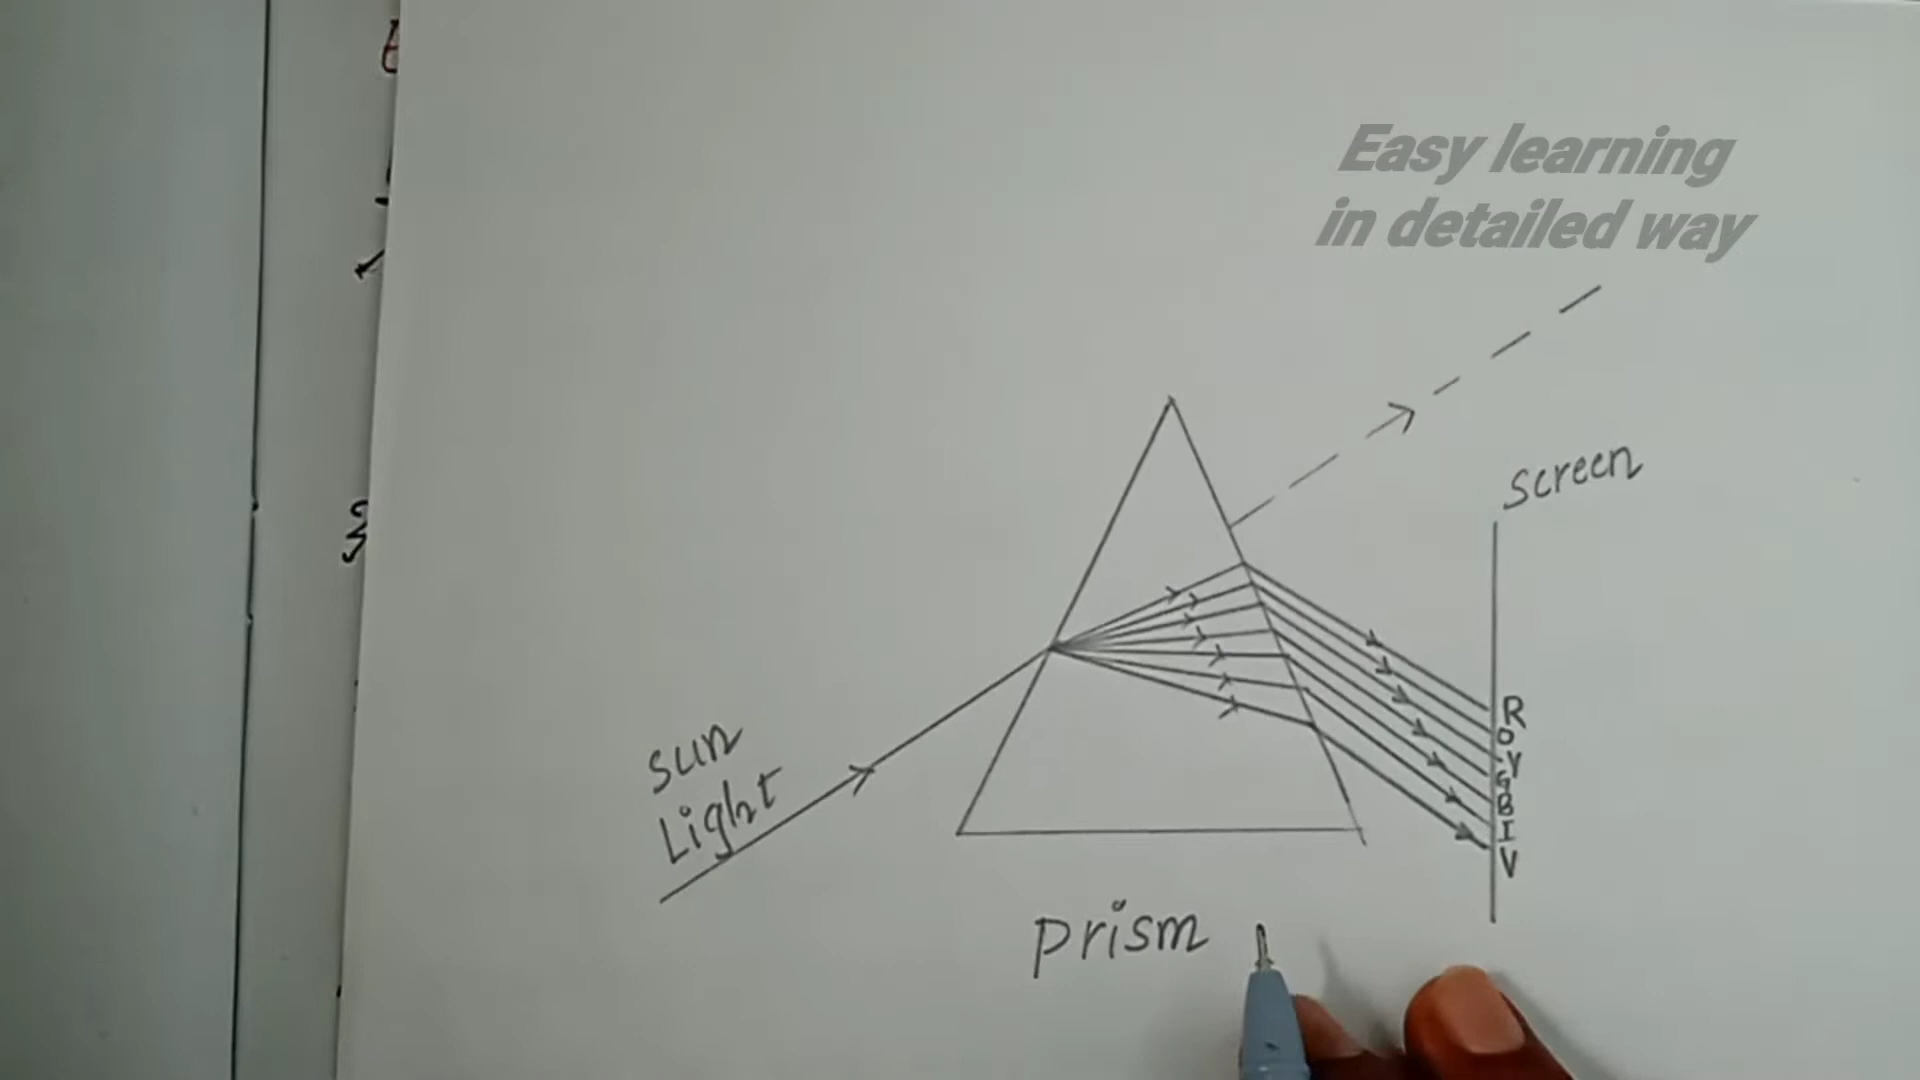 Easy learning
in detailed way
screen
sun
Light
R
O
Y
G
B
I
V
prism